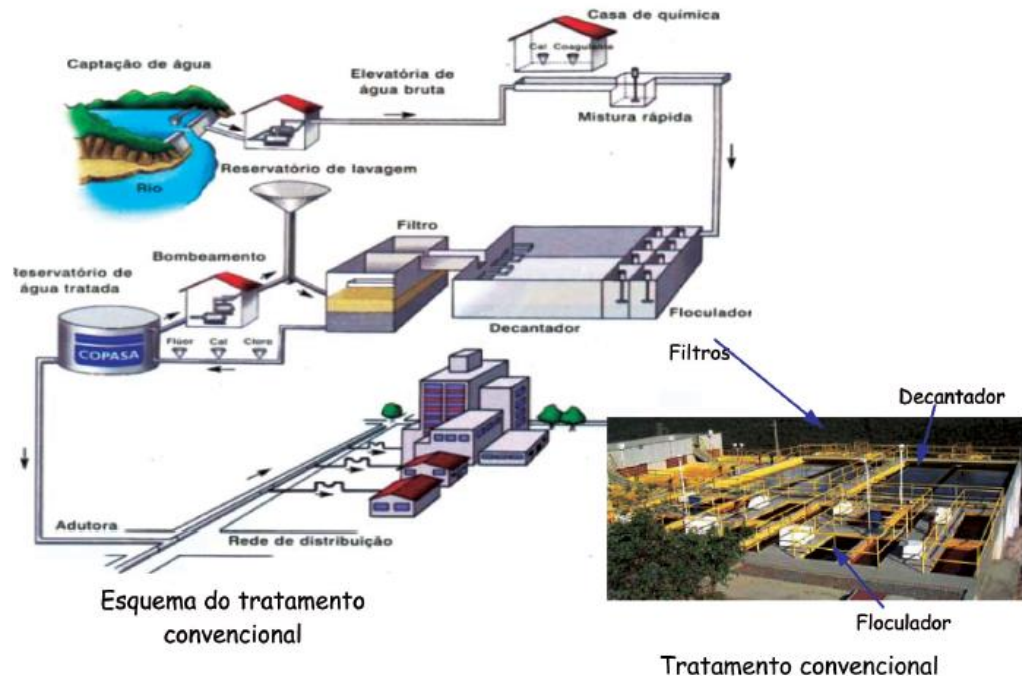 Casa de química
Cal Coagulante
Captação de água
Elevatória de
água bruta
Mistura rápida
Rio
Reservatório de lavagem
Filtro
Bombeamento
Reservatório de
água tratada
COPASA
Flúor Cal Cloro
Decantador
Floculador
Filtros
Decantador
Adutora
Rede de distribuição
Floculador
Esquema do tratamento
convencional
Tratamento convencional